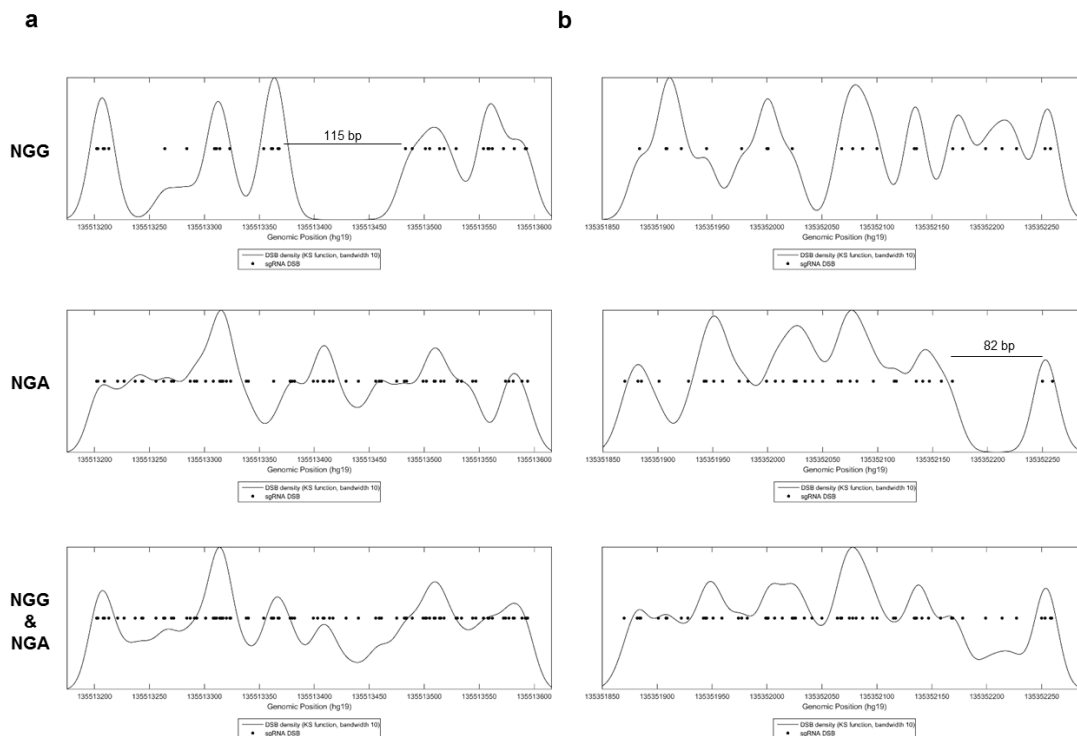 a
b
NGG
115 bp
135513200 135513250 135513300 135513350 135513400 135513450 135513500 135513550 135513600
Genomic Position (hg19)
DSB density (KS function, bandwidth 10)
sgRNA DSB
135351850 135351900 135351950 135352000 135352050 135352100 135352150 135352200 135352250
Genomic Position (hg19)
DSB density (KS function, bandwidth 10)
sgRNA DSB
NGA
135513200 135513250 135513300 135513350 135513400 135513450 135513500 135513550 135513600
Genomic Position (hg19)
DSB density (KS function, bandwidth 10)
sgRNA DSB
82 bp
135351850 135351900 135351950 135352000 135352050 135352100 135352150 135352200 135352250
Genomic Position (hg19)
DSB density (KS function, bandwidth 10)
sgRNA DSB
NGG
&
NGA
135513200 135513250 135513300 135513350 135513400 135513450 135513500 135513550 135513600
Genomic Position (hg19)
DSB density (KS function, bandwidth 10)
sgRNA DSB
135351850 135351900 135351950 135352000 135352050 135352100 135352150 135352200 135352250
Genomic Position (hg19)
DSB density (KS function, bandwidth 10)
sgRNA DSB